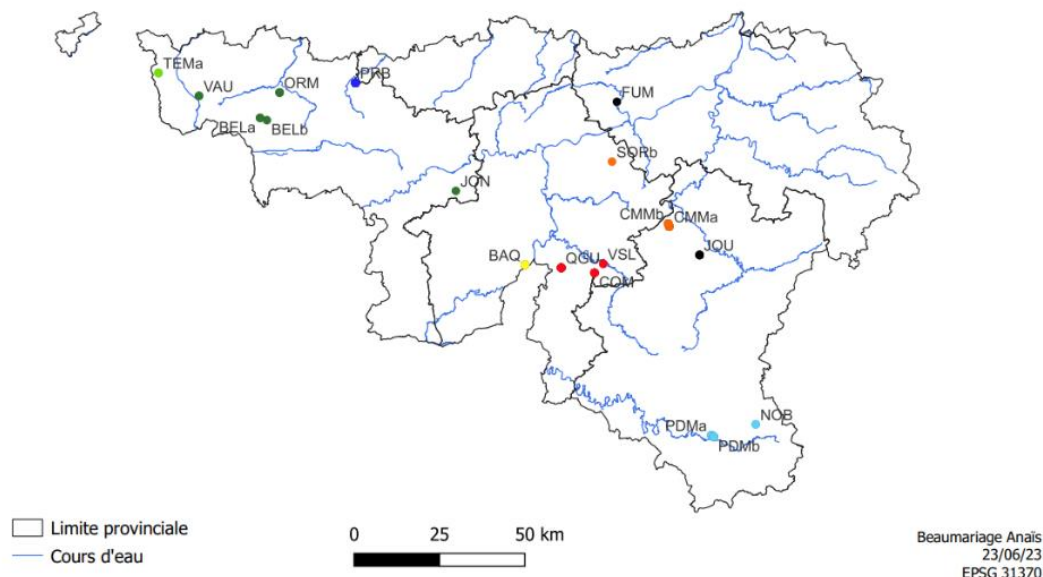 TEMa
PRB
VAU
ORM
FUM
BELa
BELb
SORb
JON
CMMb
CMMa
JOU
BAQ
QCU
VSL
COM
NOB
PDMa
PDMb
Limite provinciale
Cours d'eau
0 25 50 km
Beaumariage Anaïs
23/06/23
EPSG 31370